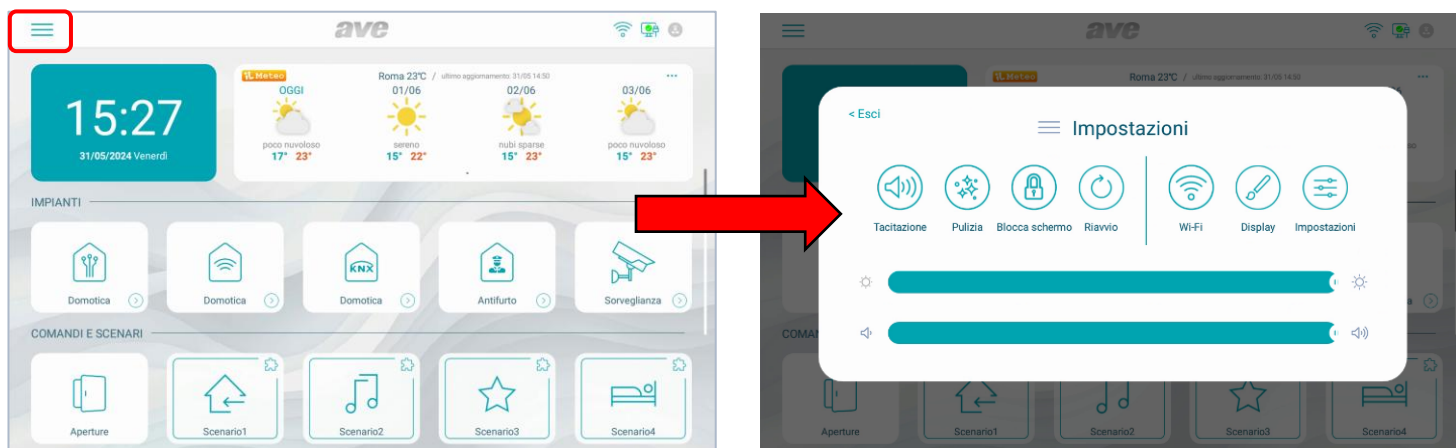 ave
iL Meteo
Roma 23°C / ultimo aggiornamento: 31/05 14:50
OGGI 01/06 02/06 03/06
15:27
31/05/2024 Venerdì
poco nuvoloso sereno nubi sparse poco nuvoloso
17° 23° 15° 22° 15° 23° 15° 23°
IMPIANTI
KNX
Domotica Domotica Domotica Antifurto Sorveglianza
COMANDI E SCENARI
Aperture Scenario1 Scenario2 Scenario3 Scenario4
ave
iL Meteo
Roma 23°C / ultimo aggiornamento: 31/05 14:50
< Esci
Impostazioni
Tacitazione Pulizia Blocca schermo Riavvio Wi-Fi Display Impostazioni
COMA
Aperture Scenario1 Scenario2 Scenario3 Scenario4